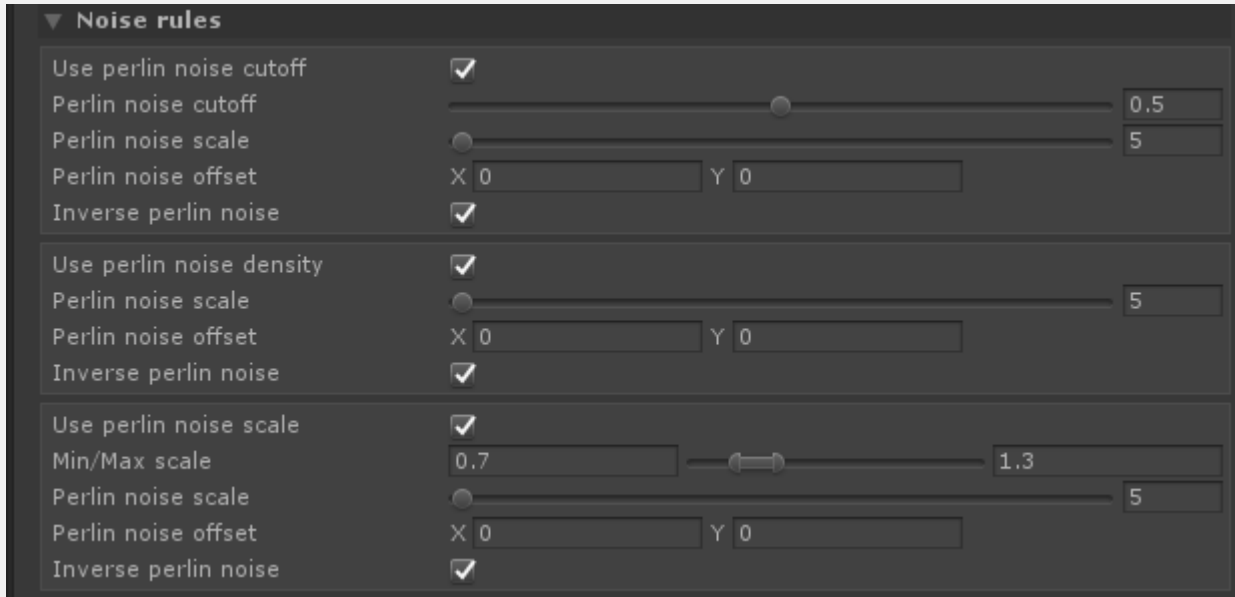 Noise rules
Use perlin noise cutoff
Perlin noise cutoff 0.5
Perlin noise scale 5
Perlin noise offset X 0 Y 0
Inverse perlin noise
Use perlin noise density
Perlin noise scale 5
Perlin noise offset X 0 Y 0
Inverse perlin noise
Use perlin noise scale
Min/Max scale 0.7 1.3
Perlin noise scale 5
Perlin noise offset X 0 Y 0
Inverse perlin noise